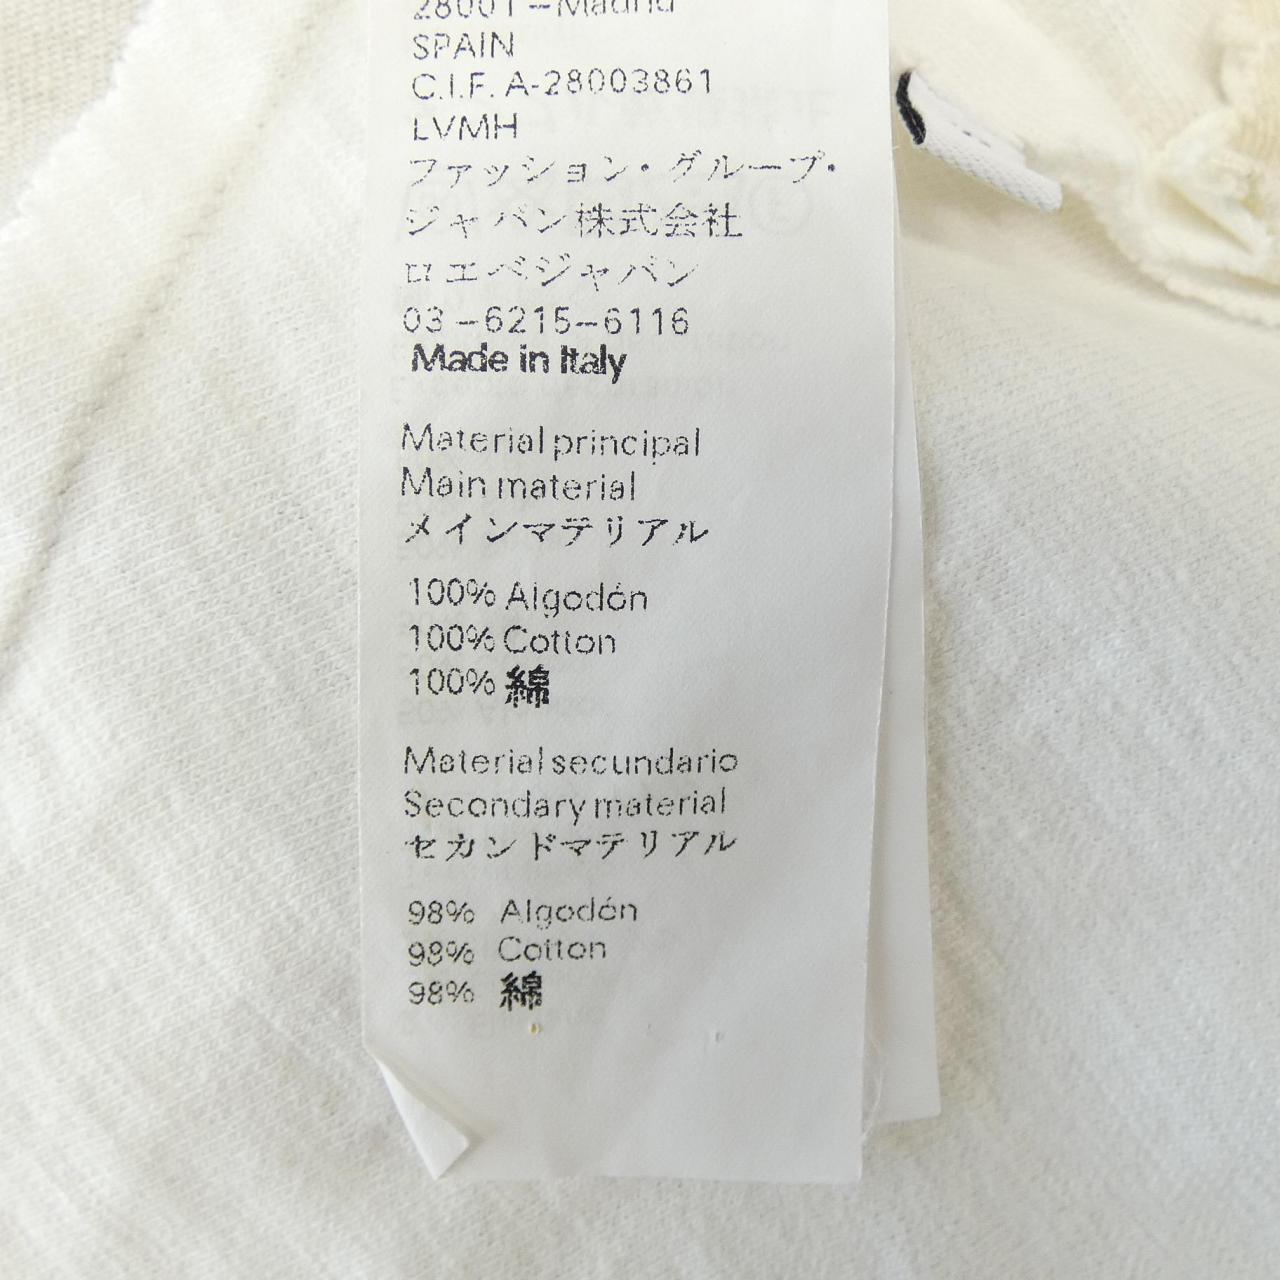 28001–Madrid
SPAIN
C.I.F. A-28003861
LVMH
ファッション・グループ・
ジャパン株式会社
ロエベジャパン
03–6215–6116
Made in Italy
Material principal
Main material
メインマテリアル
100% Algodón
100% Cotton
100% 綿
Material secundario
Secondary material
セカンドマテリアル
98% Algodón
98% Cotton
98% 綿